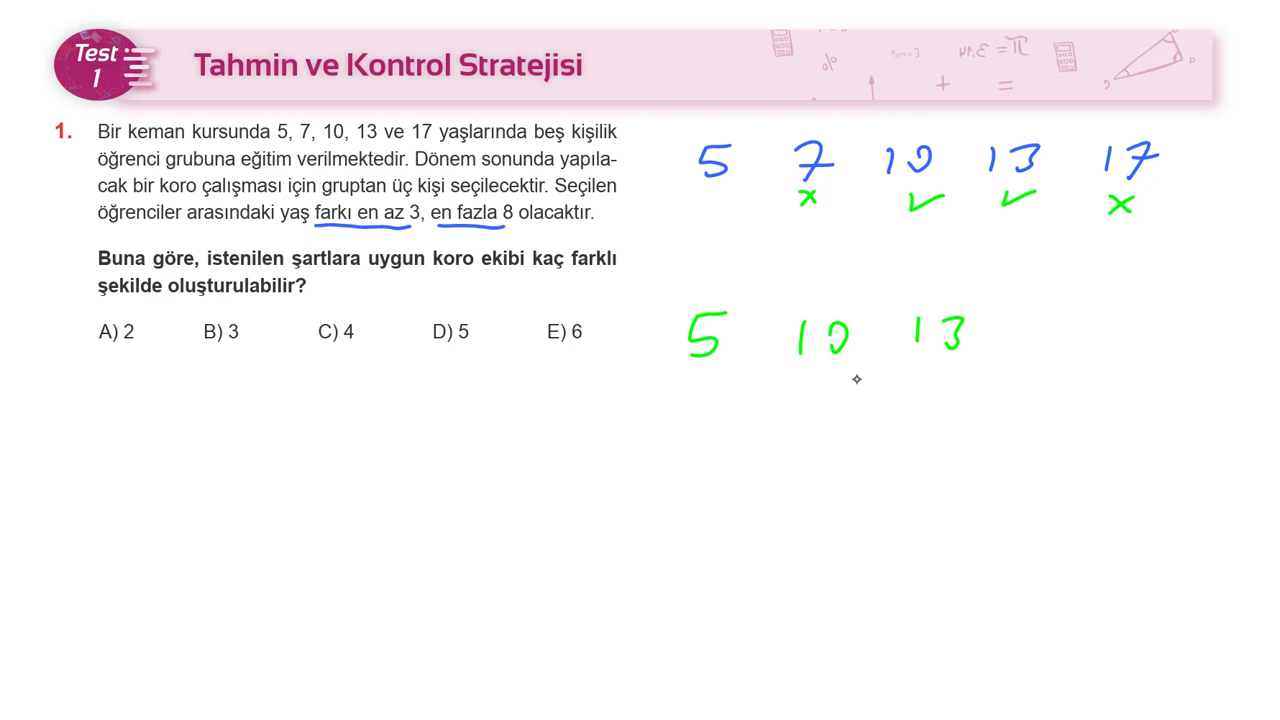 Test
1
Tahmin ve Kontrol Stratejisi
1. Bir keman kursunda 5, 7, 10, 13 ve 17 yaşlarında beş kişilik
öğrenci grubuna eğitim verilmektedir. Dönem sonunda yapıla-
cak bir koro çalışması için gruptan üç kişi seçilecektir. Seçilen
öğrenciler arasındaki yaş farkı en az 3, en fazla 8 olacaktır.
Buna göre, istenilen şartlara uygun koro ekibi kaç farklı
şekilde oluşturulabilir?
A) 2 B) 3 C) 4 D) 5 E) 6
5 7 10 13 17
x ✓ ✓ x
5 10 13